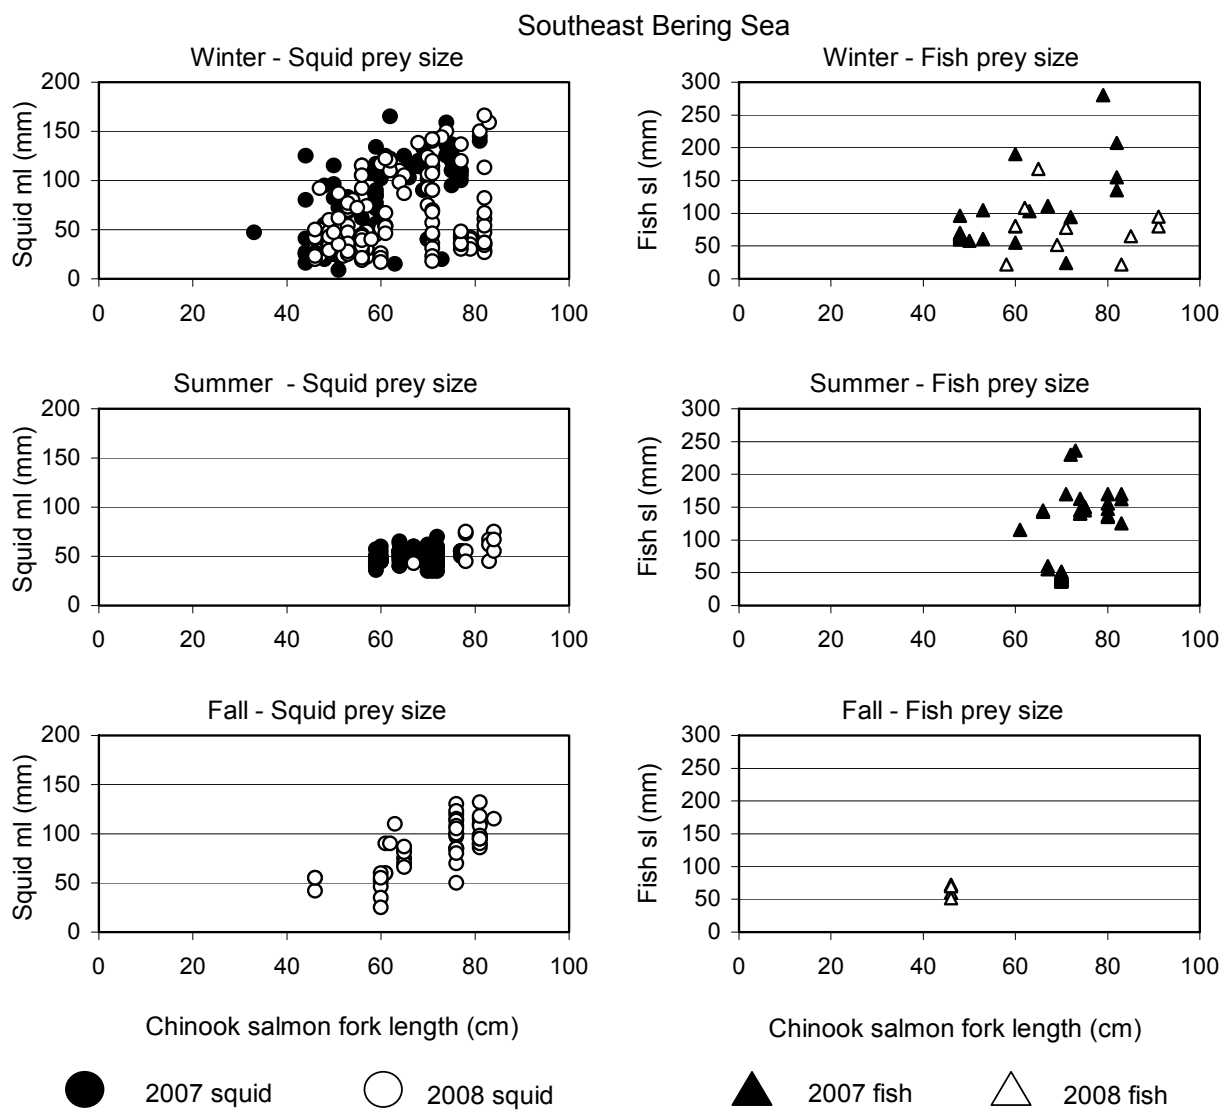 Southeast Bering Sea
Winter - Squid prey size
Squid ml (mm)
200
150
100
50
0
0 20 40 60 80 100
Winter - Fish prey size
Fish sl (mm)
300
250
200
150
100
50
0
0 20 40 60 80 100
Summer - Squid prey size
Squid ml (mm)
200
150
100
50
0
0 20 40 60 80 100
Summer - Fish prey size
Fish sl (mm)
300
250
200
150
100
50
0
0 20 40 60 80 100
Fall - Squid prey size
Squid ml (mm)
200
150
100
50
0
0 20 40 60 80 100
Chinook salmon fork length (cm)
Fall - Fish prey size
Fish sl (mm)
300
250
200
150
100
50
0
0 20 40 60 80 100
Chinook salmon fork length (cm)
2007 squid
2008 squid
2007 fish
2008 fish